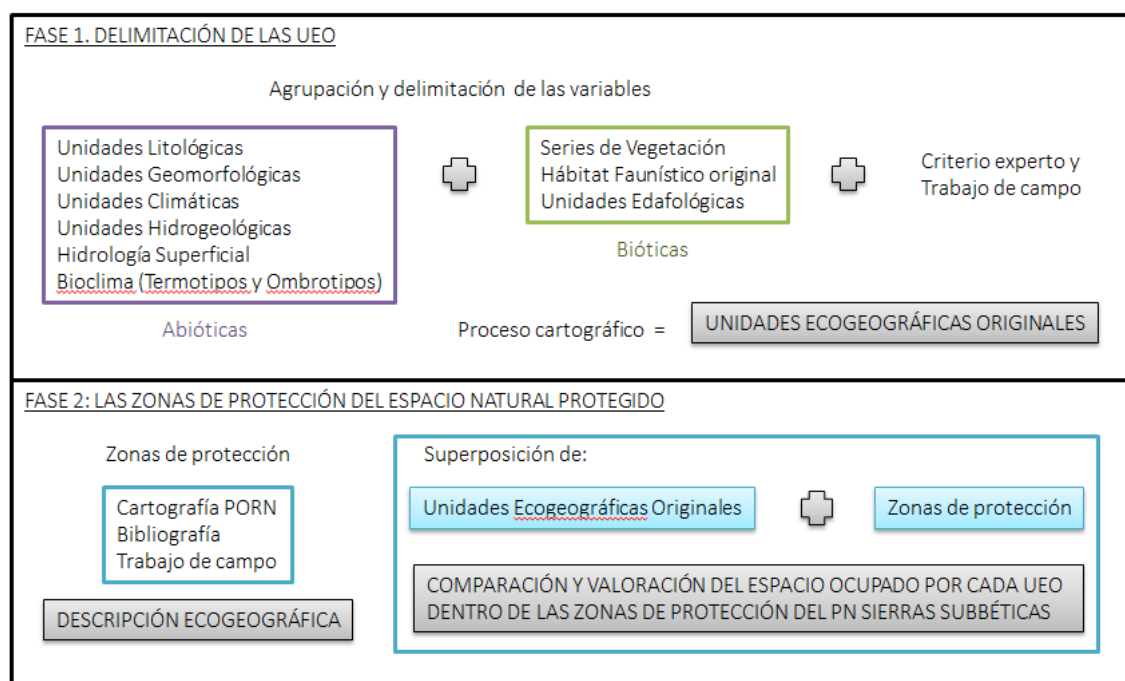 FASE 1. DELIMITACIÓN DE LAS UEO
Agrupación y delimitación de las variables
Unidades Litológicas
Unidades Geomorfológicas
Unidades Climáticas
Unidades Hidrogeológicas
Hidrología Superficial
Bioclima (Termotipos y Ombrotipos)
Abióticas
Series de Vegetación
Hábitat Faunístico original
Unidades Edafológicas
Bióticas
Criterio experto y
Trabajo de campo
Proceso cartográfico =
UNIDADES ECOGEOGRÁFICAS ORIGINALES
FASE 2: LAS ZONAS DE PROTECCIÓN DEL ESPACIO NATURAL PROTEGIDO
Zonas de protección
Cartografía PORN
Bibliografía
Trabajo de campo
DESCRIPCIÓN ECOGEOGRÁFICA
Superposición de:
Unidades Ecogeográficas Originales
Zonas de protección
COMPARACIÓN Y VALORACIÓN DEL ESPACIO OCUPADO POR CADA UEO
DENTRO DE LAS ZONAS DE PROTECCIÓN DEL PN SIERRAS SUBBÉTICAS